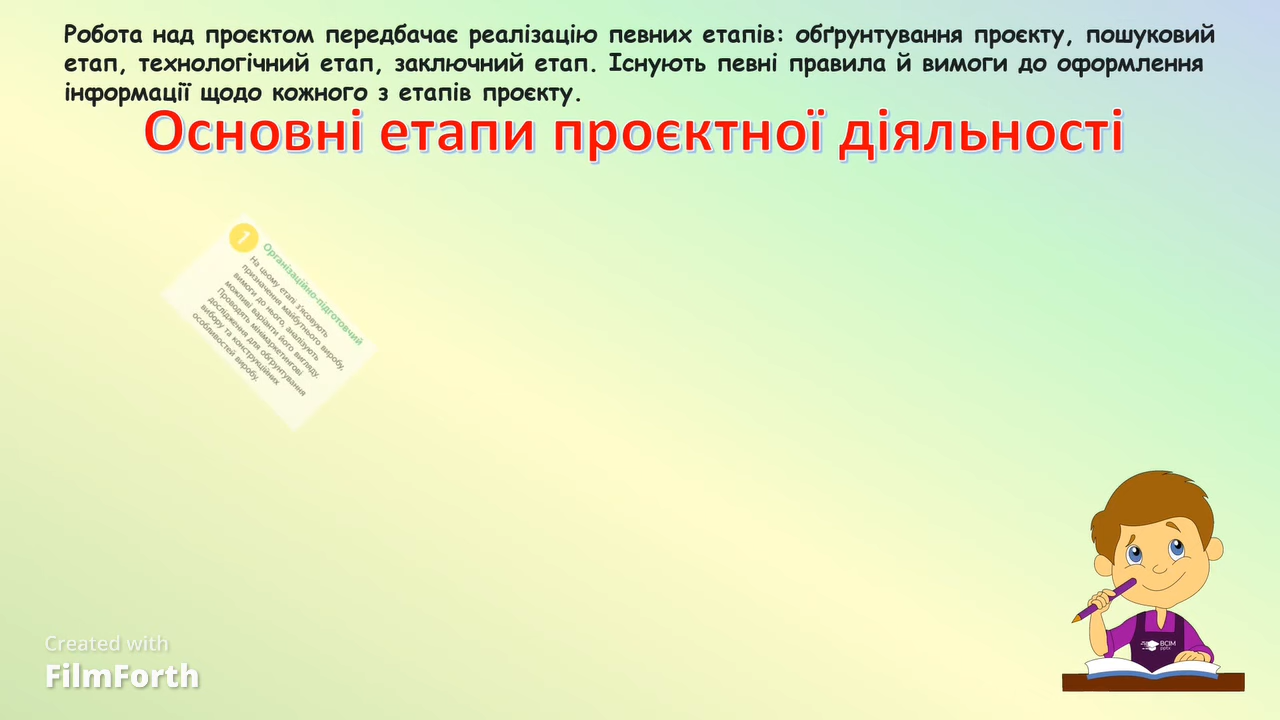 Робота над проєктом передбачає реалізацію певних етапів: обґрунтування проєкту, пошуковий
етап, технологічний етап, заключний етап. Існують певні правила й вимоги до оформлення
інформації щодо кожного з етапів проєкту.
Основні етапи проєктної діяльності
1
Організаційно-підготовчий
На цьому етапі з'ясовують
призначення майбутнього виробу,
вимоги до нього, аналізують
можливі варіанти його вигляду.
Проводять мінімаркетингові
дослідження для обґрунтування
вибору та конструкційних
особливостей виробу.
ВСІМ
pptx
Created with
FilmForth